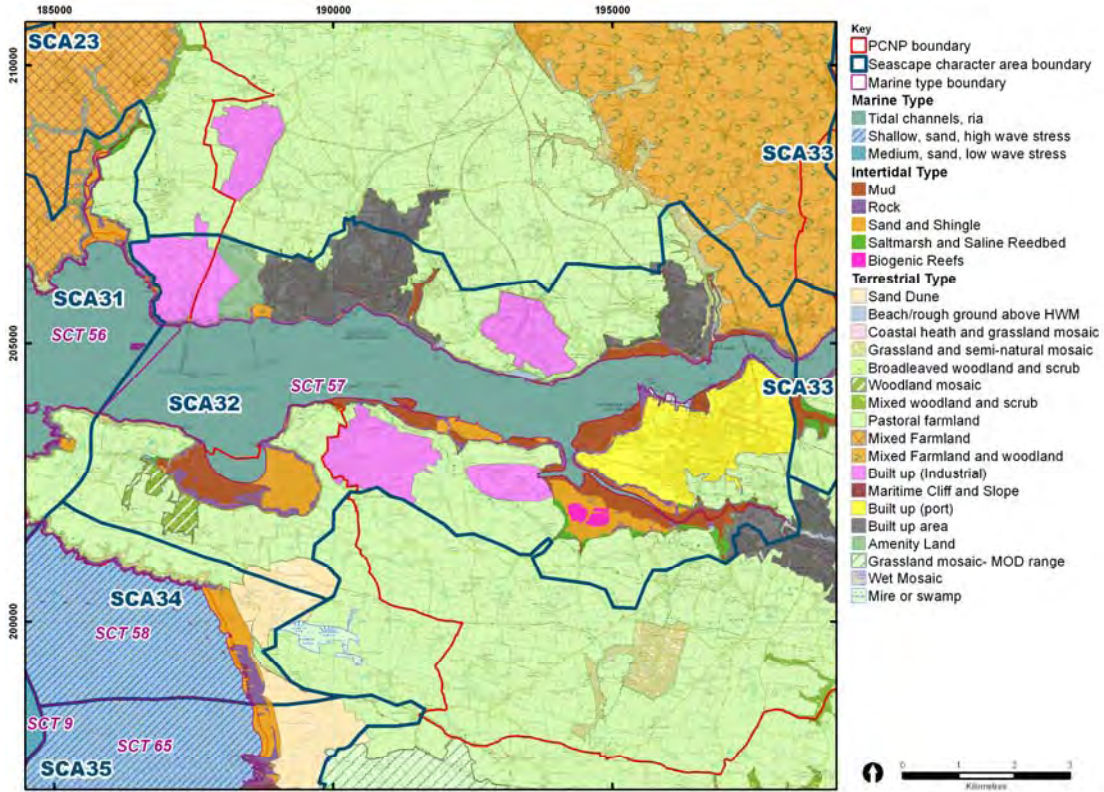 185000
190000
195000
210000
205000
200000
SCA23
SCA33
SCA31
SCT 56
SCT 57
SCA32
SCA33
SCA34
SCT 58
SCT 9
SCT 65
SCA35
Key
PCNP boundary
Seascape character area boundary
Marine type boundary
Marine Type
Tidal channels, ria
Shallow, sand, high wave stress
Medium, sand, low wave stress
Intertidal Type
Mud
Rock
Sand and Shingle
Saltmarsh and Saline Reedbed
Biogenic Reefs
Terrestrial Type
Sand Dune
Beach/rough ground above HWM
Coastal heath and grassland mosaic
Grassland and semi-natural mosaic
Broadleaved woodland and scrub
Woodland mosaic
Mixed woodland and scrub
Pastoral farmland
Mixed Farmland
Mixed Farmland and woodland
Built up (Industrial)
Maritime Cliff and Slope
Built up (port)
Built up area
Amenity Land
Grassland mosaic- MOD range
Wet Mosaic
Mire or swamp
0 1 2 3
Kilometres